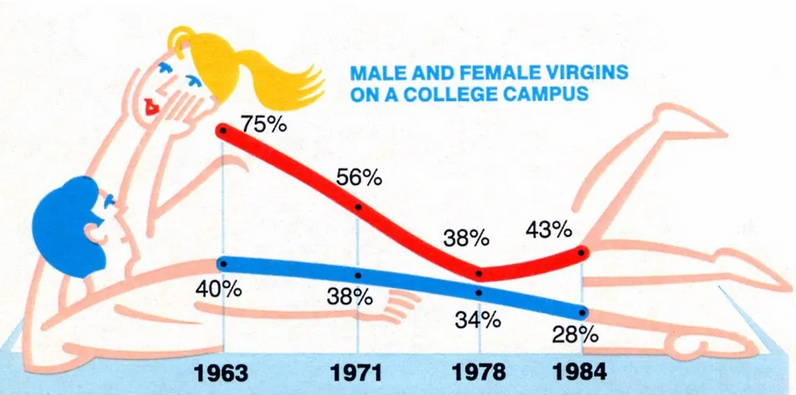 MALE AND FEMALE VIRGINS
ON A COLLEGE CAMPUS
75%
56%
38%
43%
40%
38%
34%
28%
1963 1971 1978 1984